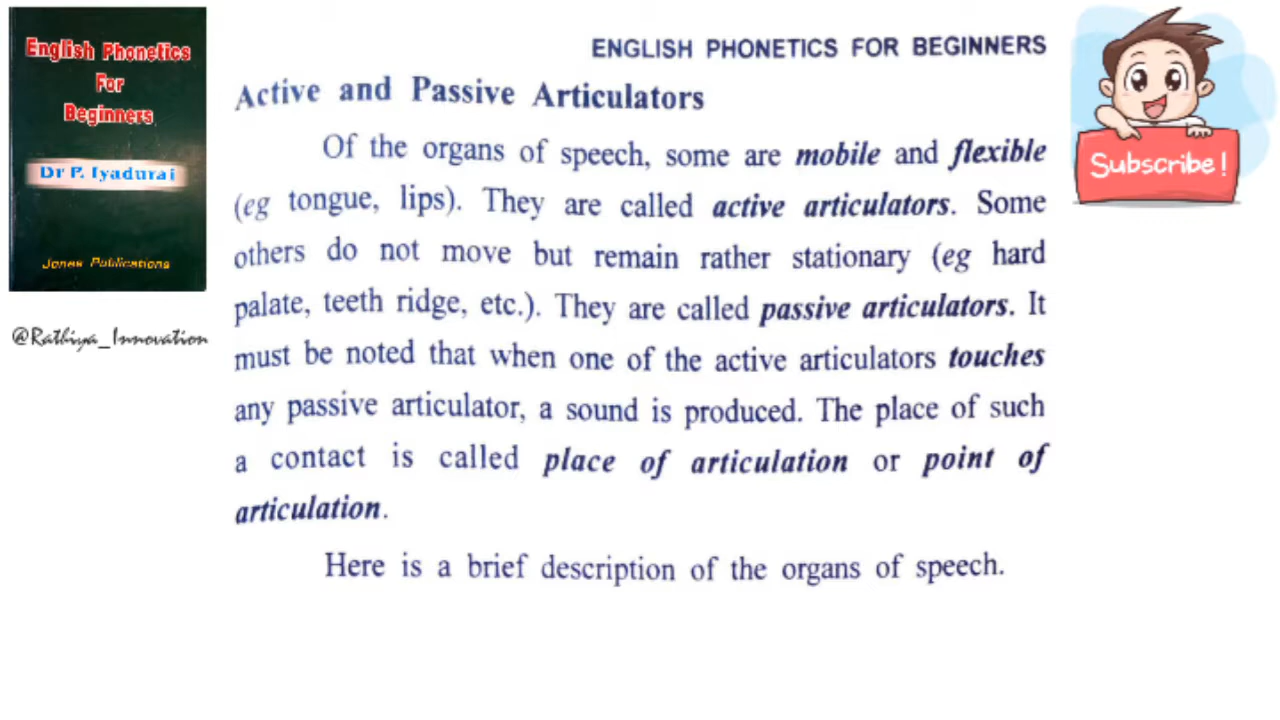 English Phonetics
For
Beginners
Dr P. Iyadurai
Jones Publications
@Rathiya_Innovation
ENGLISH PHONETICS FOR BEGINNERS
Active and Passive Articulators
Of the organs of speech, some are mobile and flexible
(eg tongue, lips). They are called active articulators. Some
others do not move but remain rather stationary (eg hard
palate, teeth ridge, etc.). They are called passive articulators. It
must be noted that when one of the active articulators touches
any passive articulator, a sound is produced. The place of such
a contact is called place of articulation or point of
articulation.
Here is a brief description of the organs of speech.
Subscribe!